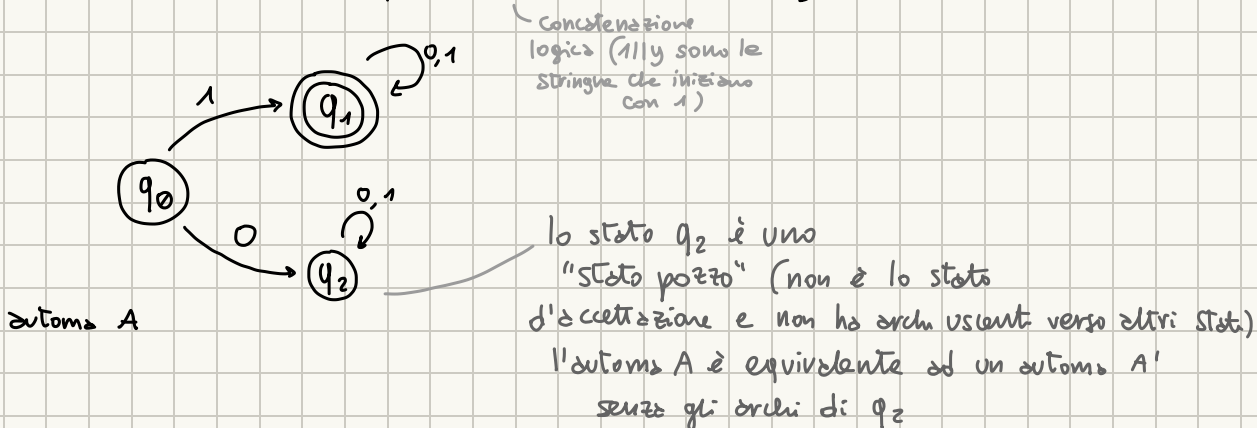 Concatenazione
logica (1||y sono le
stringhe che iniziano
con 1)
0,1
1
q1
0,1
q0
0
q2
lo stato q2 è uno
"stato pozzo" (non è lo stato
automa A
d'accettazione e non ha archi uscenti verso altri stati)
l'automa A è equivalente ad un automa A'
senza gli archi di q2